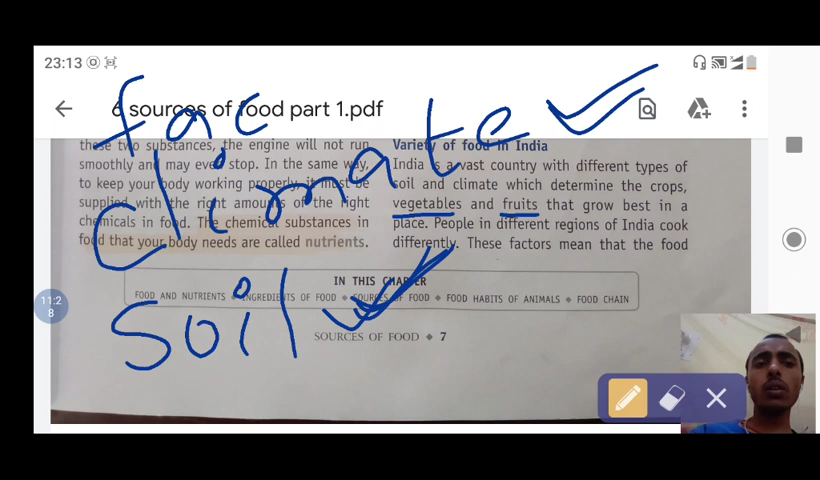 23:13
6 sources of food part 1.pdf
fac
climate
soil
these two substances, the engine will not run
smoothly and may even stop. In the same way,
to keep your body working properly, it must be
supplied with the right amounts of the right
chemicals in food. The chemical substances in
food that your body needs are called nutrients.
Variety of food in India
India is a vast country with different types of
soil and climate which determine the crops,
vegetables and fruits that grow best in a
place. People in different regions of India cook
differently. These factors mean that the food
IN THIS CHAPTER
FOOD AND NUTRIENTS ◆ INGREDIENTS OF FOOD ◆ SOURCES OF FOOD ◆ FOOD HABITS OF ANIMALS ◆ FOOD CHAIN
SOURCES OF FOOD ◆ 7
11:2
8